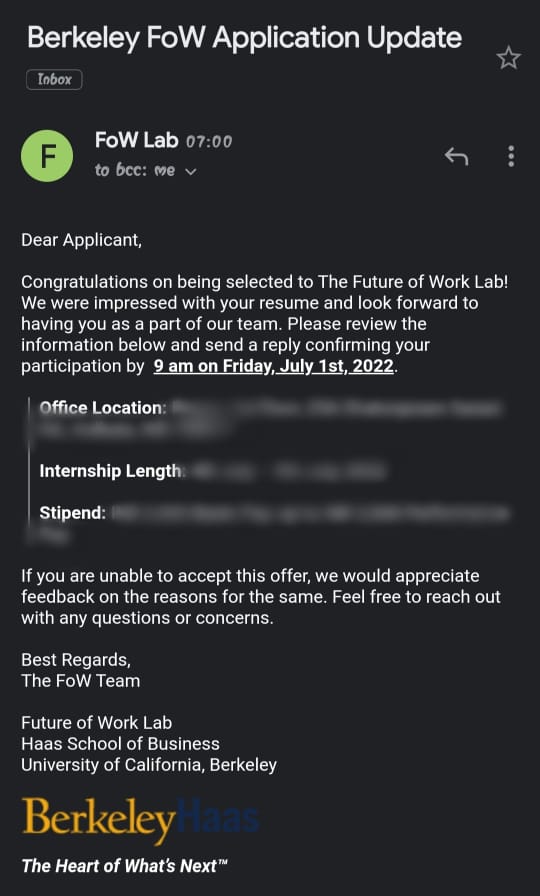 Berkeley FoW Application Update
Inbox
F
FoW Lab 07:00
to bcc: me
Dear Applicant,
Congratulations on being selected to The Future of Work Lab!
We were impressed with your resume and look forward to
having you as a part of our team. Please review the
information below and send a reply confirming your
participation by 9 am on Friday, July 1st, 2022.
Office Location:
Internship Length:
Stipend:
If you are unable to accept this offer, we would appreciate
feedback on the reasons for the same. Feel free to reach out
with any questions or concerns.
Best Regards,
The FoW Team
Future of Work Lab
Haas School of Business
University of California, Berkeley
BerkeleyHaas
The Heart of What's Next™